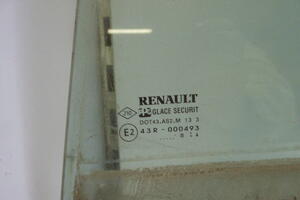 RENAULT
GLACE SECURIT
DOT43.AS2.M 13 3
E2 43R-000493